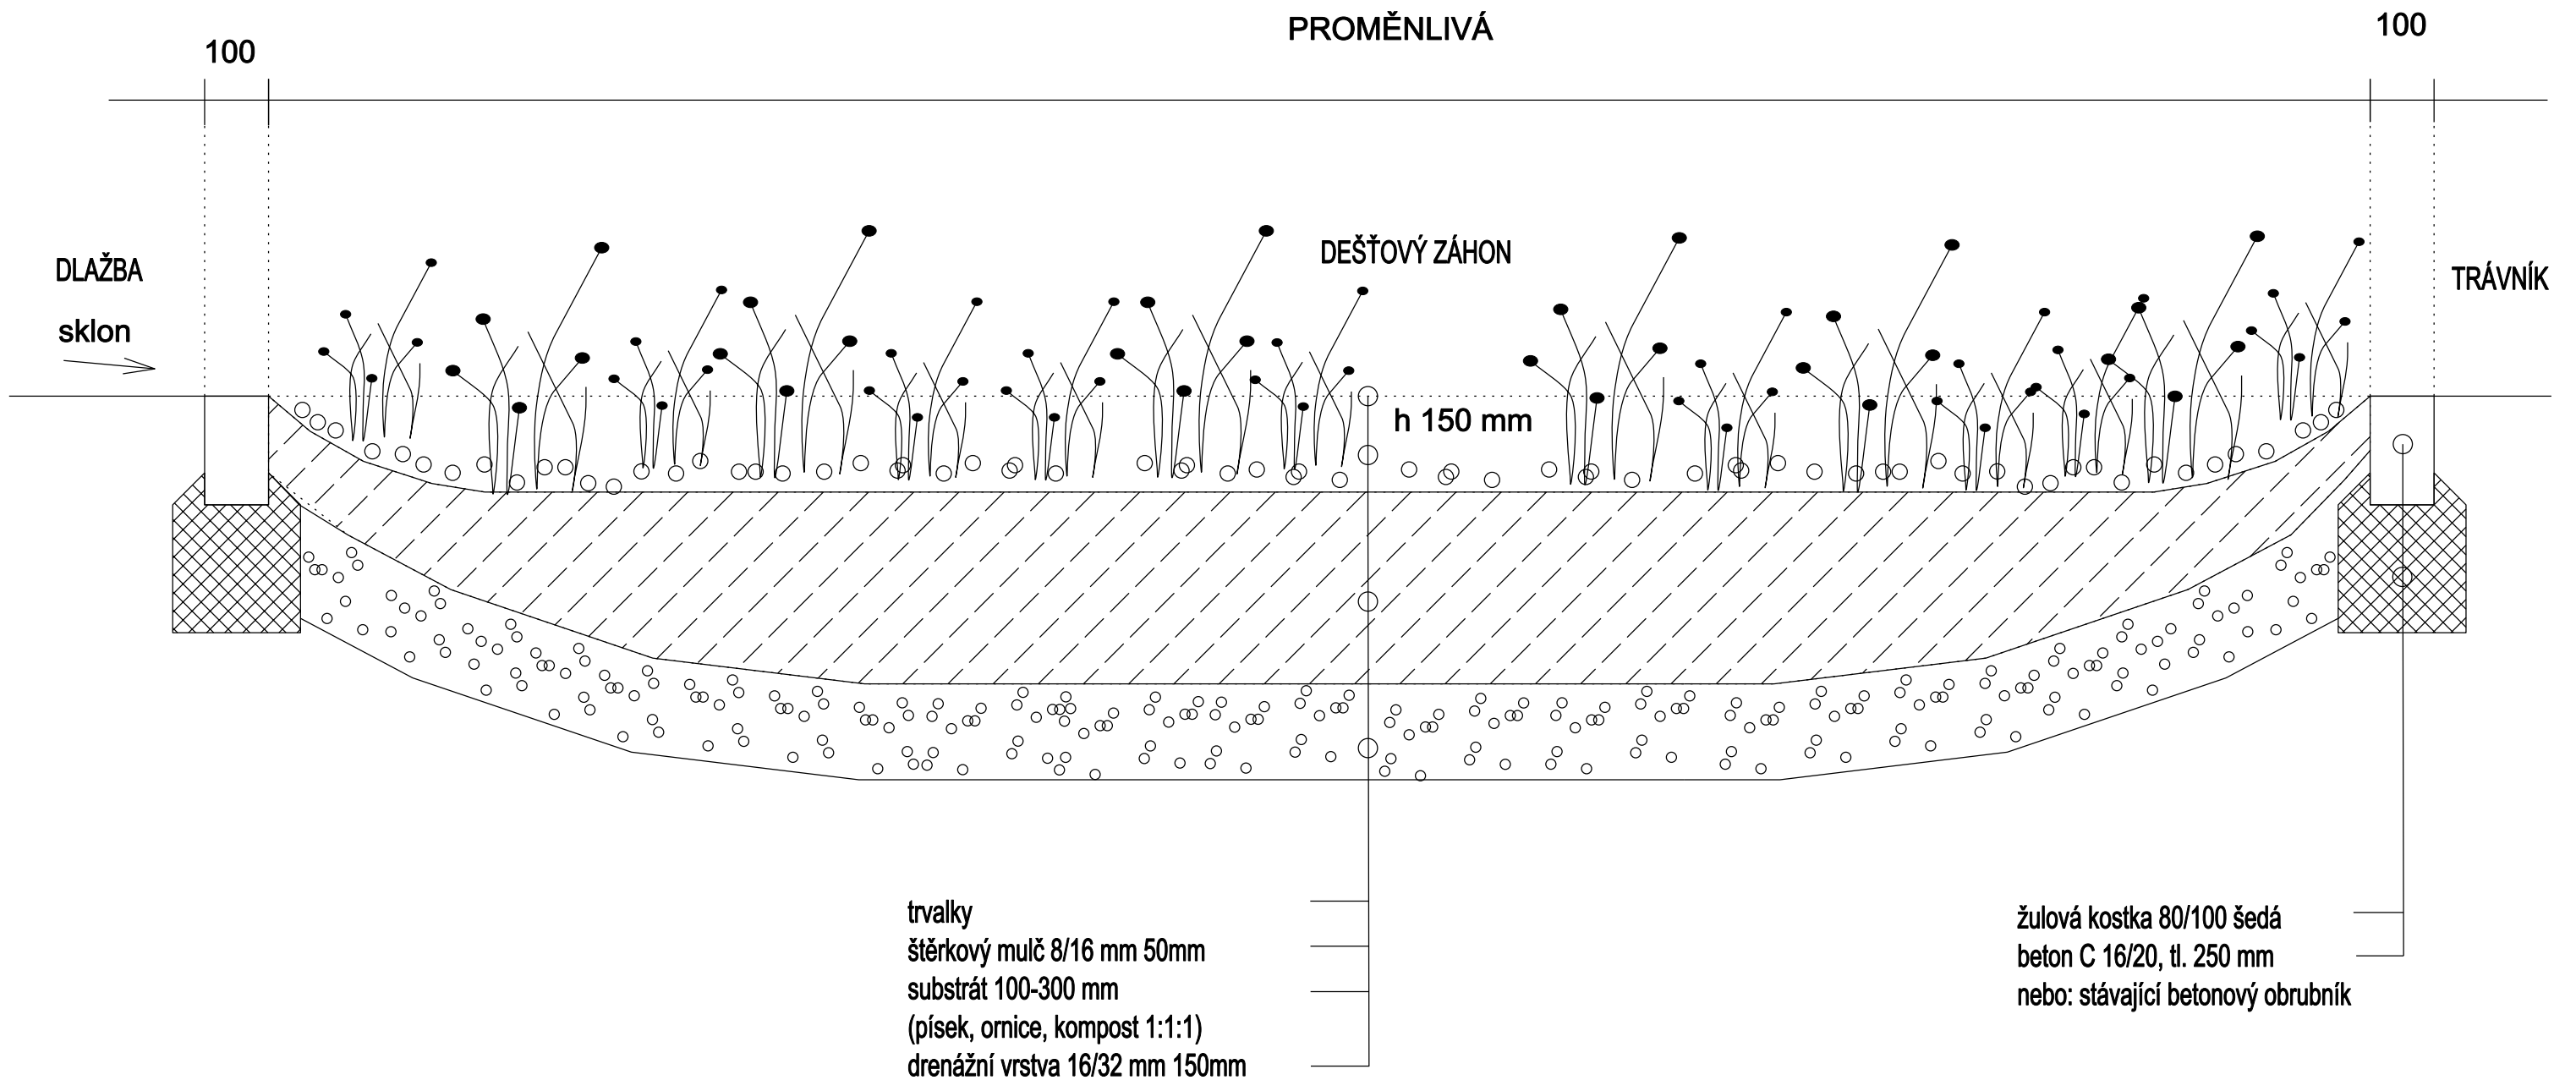 PROMĚNLIVÁ
100
100
DLAŽBA
sklon
DEŠŤOVÝ ZÁHON
TRÁVNÍK
h 150 mm
trvalky
štěrkový mulč 8/16 mm 50mm
substrát 100-300 mm
(písek, ornice, kompost 1:1:1)
drenážní vrstva 16/32 mm 150mm
žulová kostka 80/100 šedá
beton C 16/20, tl. 250 mm
nebo: stávající betonový obrubník